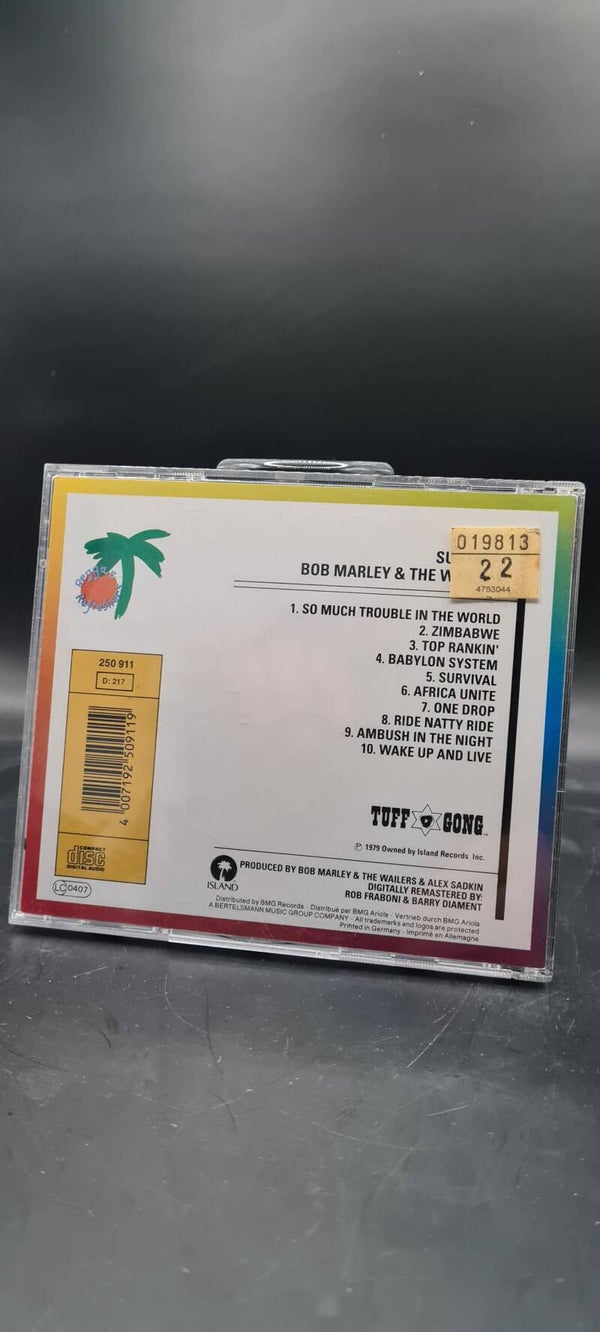 019813
22
4753044
SU
BOB MARLEY & THE W
Reggae
Refreshers
1. SO MUCH TROUBLE IN THE WORLD
2. ZIMBABWE
3. TOP RANKIN'
4. BABYLON SYSTEM
5. SURVIVAL
6. AFRICA UNITE
7. ONE DROP
8. RIDE NATTY RIDE
9. AMBUSH IN THE NIGHT
10. WAKE UP AND LIVE
250 911
D: 217
4 007192 509119
COMPACT
disc
DIGITAL AUDIO
LC 0407
TUFF GONG
℗ 1979 Owned by Island Records Inc.
ISLAND
PRODUCED BY BOB MARLEY & THE WAILERS & ALEX SADKIN
DIGITALLY REMASTERED BY:
ROB FRABONI & BARRY DIAMENT
Distributed by BMG Records · Distribué par BMG Ariola · Vertrieb durch BMG Ariola
A BERTELSMANN MUSIC GROUP COMPANY · All trademarks and logos are protected
Printed in Germany · Imprimé en Allemagne